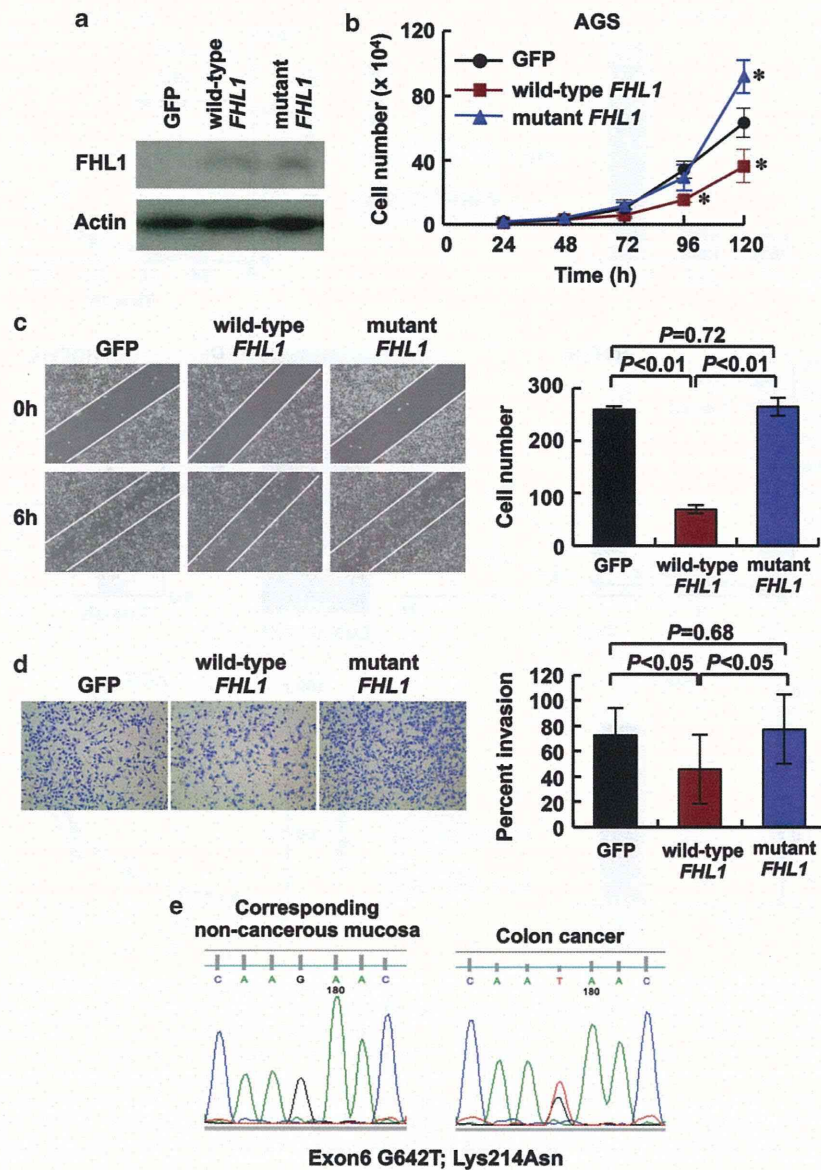 a
GFP
wild-type
FHL1
mutant
FHL1
FHL1
Actin
b
AGS
Cell number (x 10⁴)
120
80
40
0
0
24
48
72
96
120
Time (h)
GFP
wild-type FHL1
mutant FHL1
*
*
*
c
GFP
wild-type
FHL1
mutant
FHL1
0h
6h
P=0.72
P<0.01
P<0.01
Cell number
300
200
100
0
GFP
wild-type
FHL1
mutant
FHL1
d
GFP
wild-type
FHL1
mutant
FHL1
P=0.68
P<0.05
P<0.05
Percent invasion
120
100
80
60
40
20
0
GFP
wild-type
FHL1
mutant
FHL1
e
Corresponding
non-cancerous mucosa
C A A G A A C
180
Colon cancer
C A A T A A C
180
Exon6 G642T; Lys214Asn